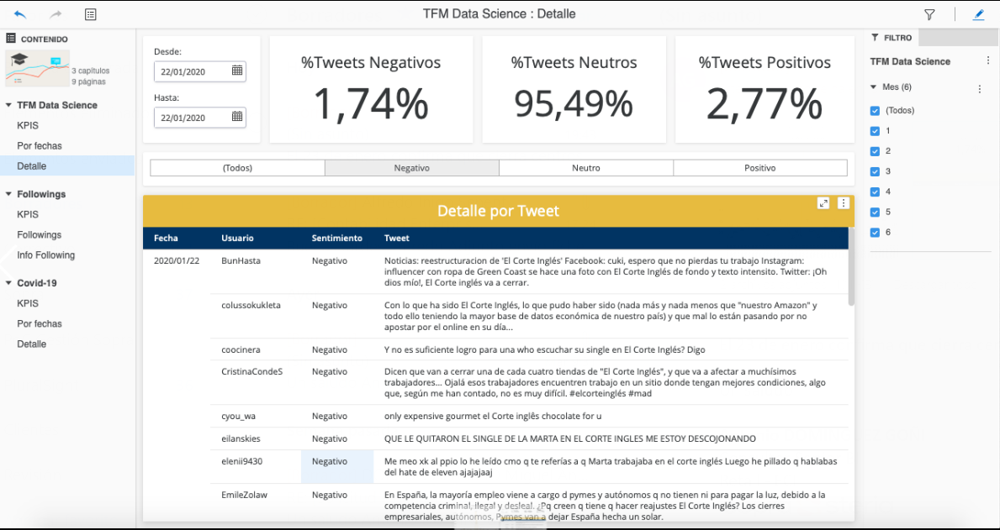 TFM Data Science : Detalle
CONTENIDO
3 capítulos
9 páginas
TFM Data Science
KPIS
Por fechas
Detalle
Followings
KPIS
Followings
Info Following
Covid-19
KPIS
Por fechas
Detalle
Desde:
22/01/2020
Hasta:
22/01/2020
%Tweets Negativos
1,74%
%Tweets Neutros
95,49%
%Tweets Positivos
2,77%
(Todos) Negativo Neutro Positivo
Detalle por Tweet
Fecha Usuario Sentimiento Tweet
2020/01/22 BunHasta Negativo Noticias: reestructuracion de 'El Corte Inglés' Facebook: cuki, espero que no pierdas tu trabajo Instagram:
influencer con ropa de Green Coast se hace una foto con El Corte Inglés de fondo y texto intensito. Twitter: ¡Oh
dios mío!, El Corte inglés va a cerrar.
colussokukleta Negativo Con lo que ha sido El Corte Inglés, lo que pudo haber sido (nada más y nada menos que "nuestro Amazon" y
todo ello teniendo la mayor base de datos económica de nuestro país) y que mal lo están pasando por no
apostar por el online en su día...
coocinera Negativo Y no es suficiente logro para una who escuchar su single en El Corte Inglés? Digo
CristinaCondeS Negativo Dicen que van a cerrar una de cada cuatro tiendas de "El Corte Inglés", y que va a afectar a muchísimos
trabajadores... Ojalá esos trabajadores encuentren trabajo en un sitio donde tengan mejores condiciones, algo
que, según me han contado, no es muy difícil. #elcorteinglés #mad
cyou_wa Negativo only expensive gourmet el Corte inglês chocolate for u
eilanskies Negativo QUE LE QUITARON EL SINGLE DE LA MARTA EN EL CORTE INGLES ME ESTOY DESCOJONANDO
elenii9430 Negativo Me meo xk al ppio lo he leído cmo q te referías a q Marta trabajaba en el corte inglés Luego he pillado q hablabas
del hate de eleven ajajajaaj
EmileZolaw Negativo En España, la mayoría empleo viene a cargo d pymes y autónomos q no tienen ni para pagar la luz, debido a la
competencia criminal, ilegal y desleal. ¿Pq creen q tiene q hacer reajustes El Corte Inglés? Los cierres
empresariales, autónomos, Pymes van a dejar España hecha un solar.
FILTRO
TFM Data Science
Mes (6)
(Todos)
1
2
3
4
5
6